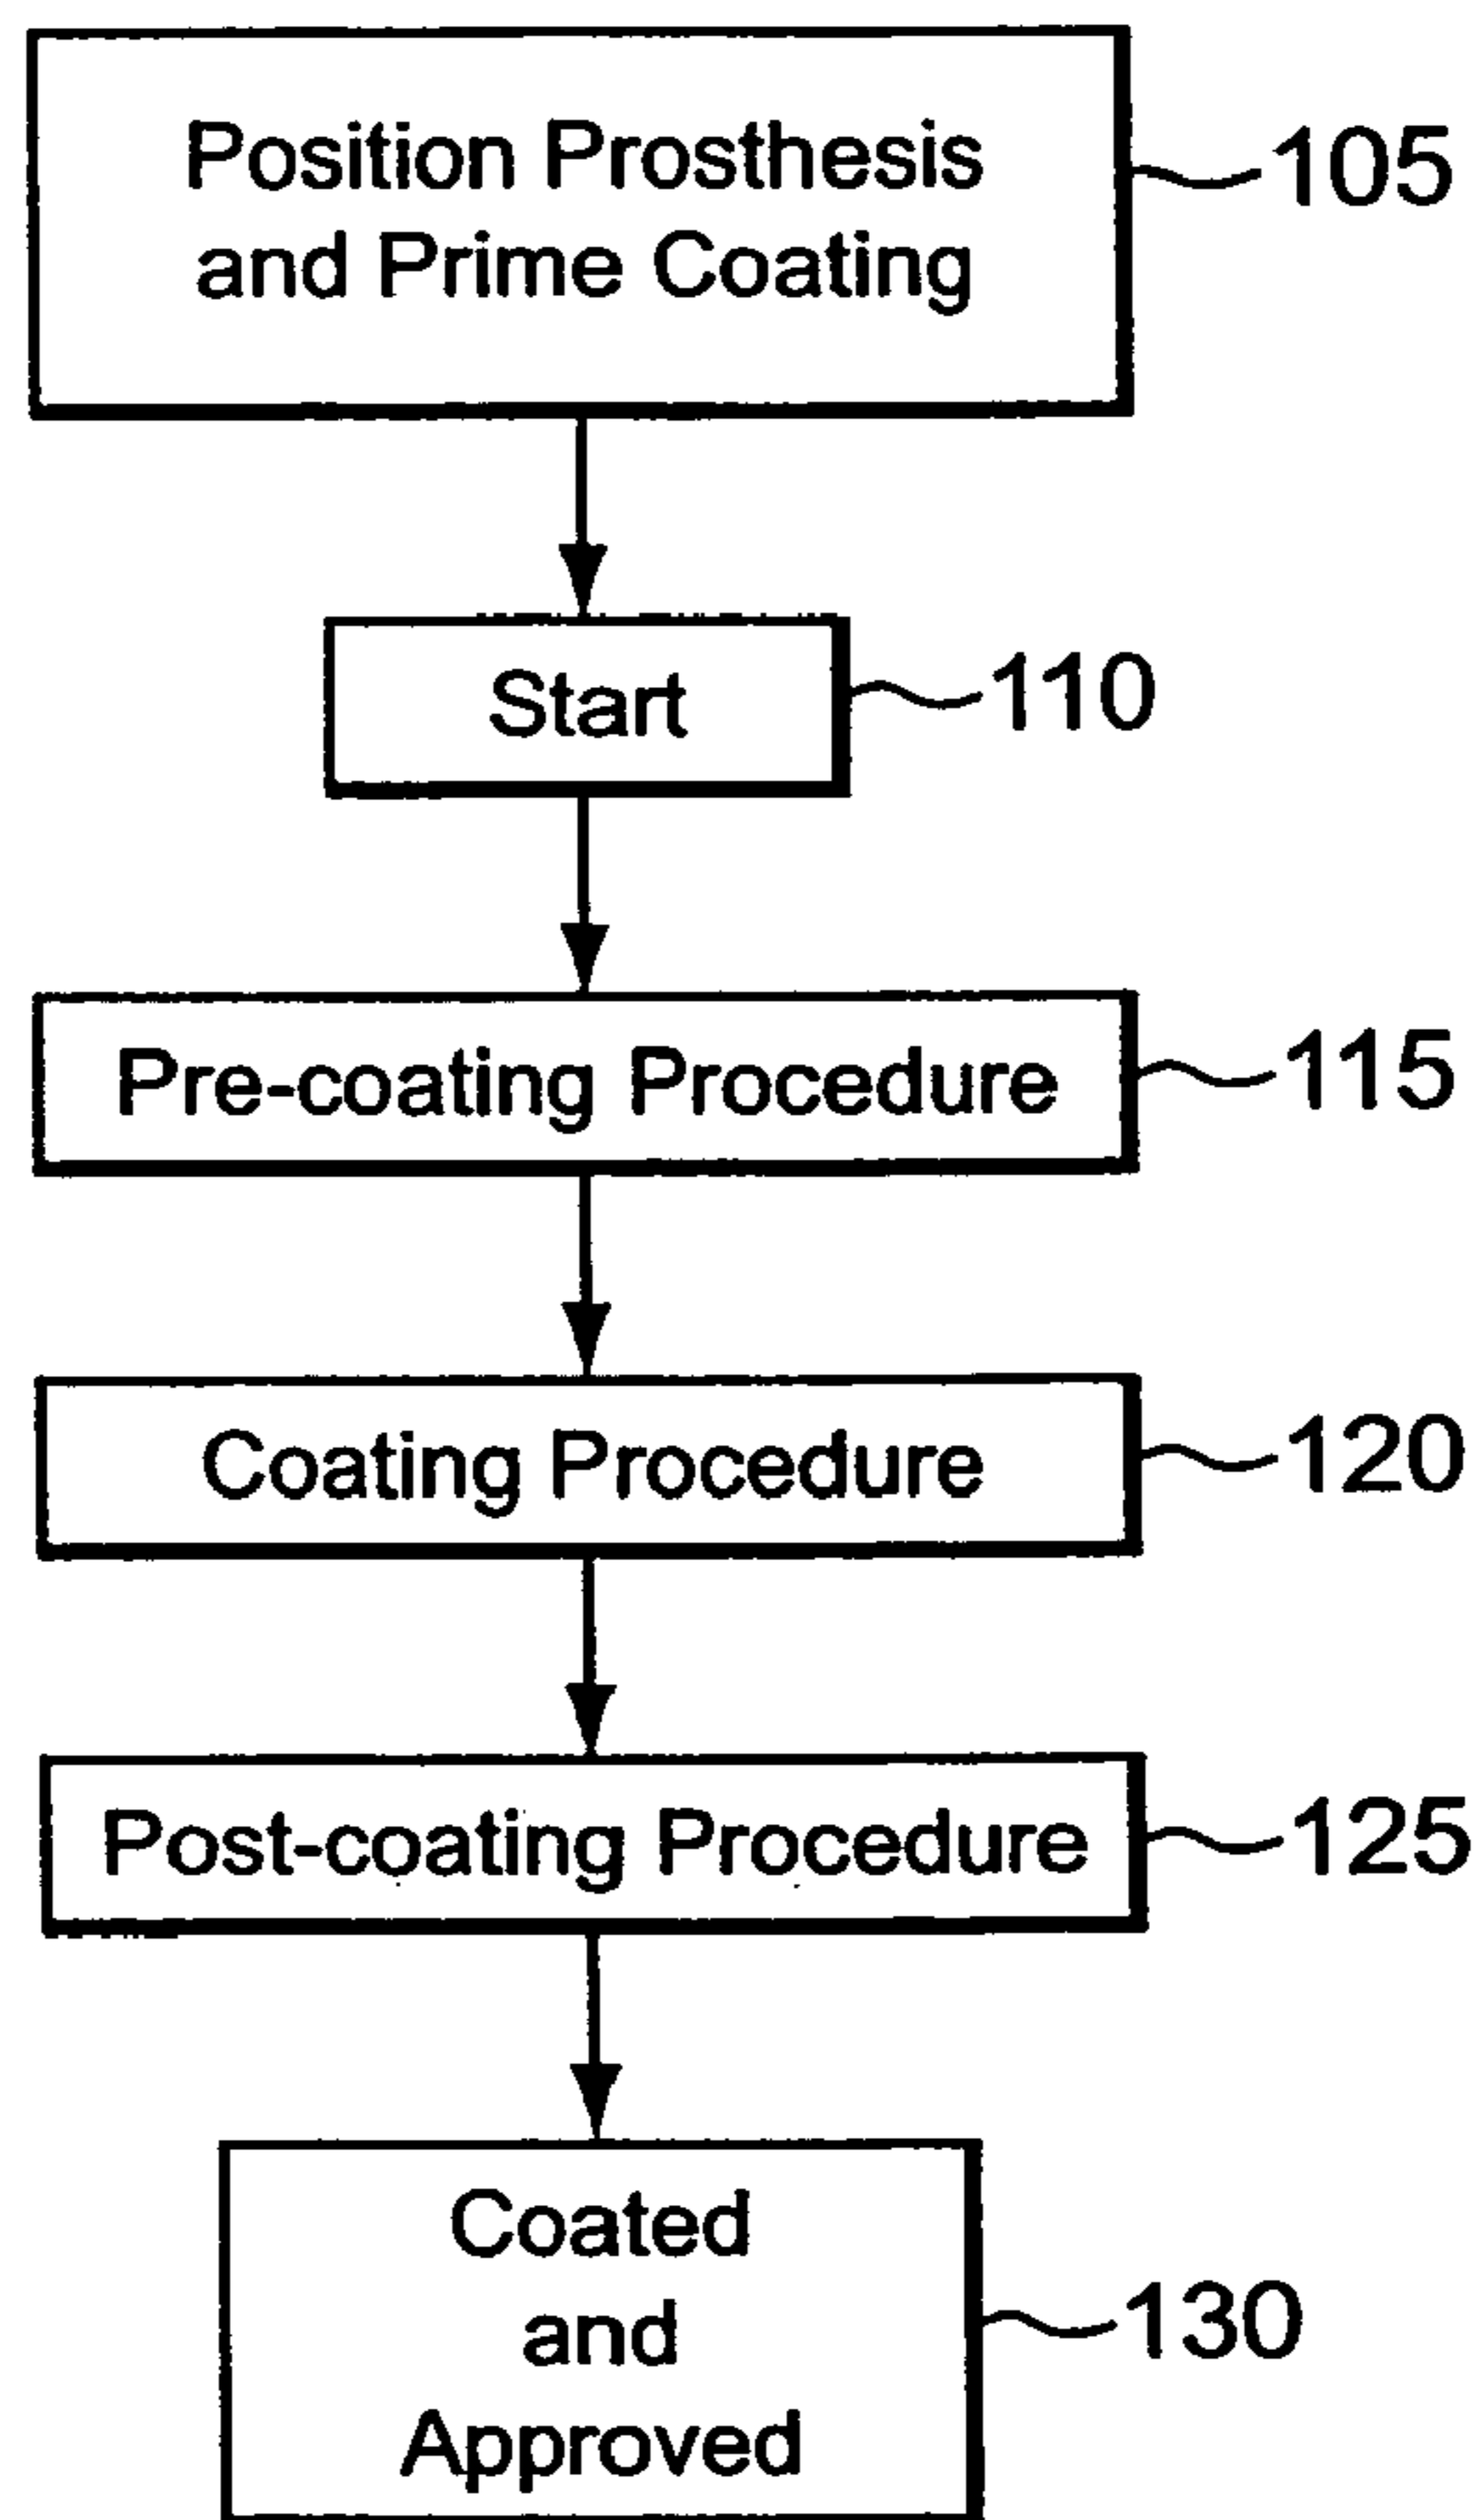 Position Prosthesis
and Prime Coating
105
Start
110
Pre-coating Procedure
115
Coating Procedure
120
Post-coating Procedure
125
Coated
and
Approved
130